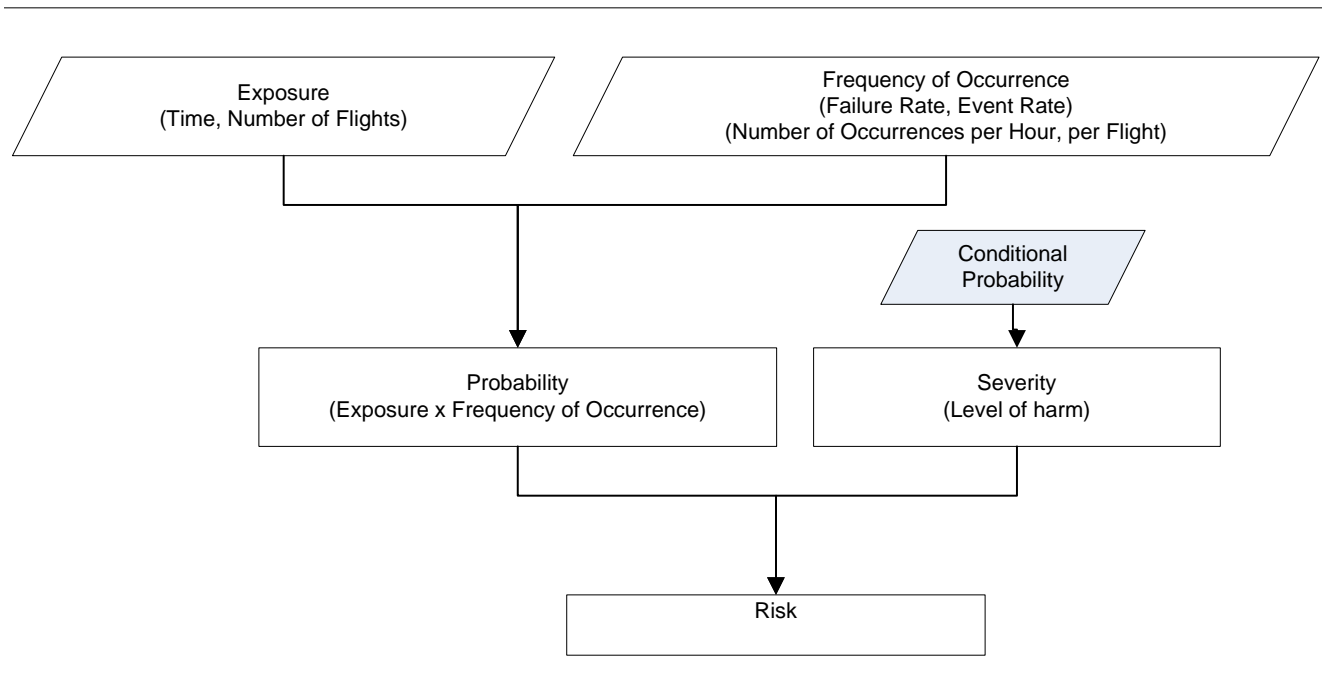 Exposure
(Time, Number of Flights)
Frequency of Occurrence
(Failure Rate, Event Rate)
(Number of Occurrences per Hour, per Flight)
Conditional
Probability
Probability
(Exposure x Frequency of Occurrence)
Severity
(Level of harm)
Risk